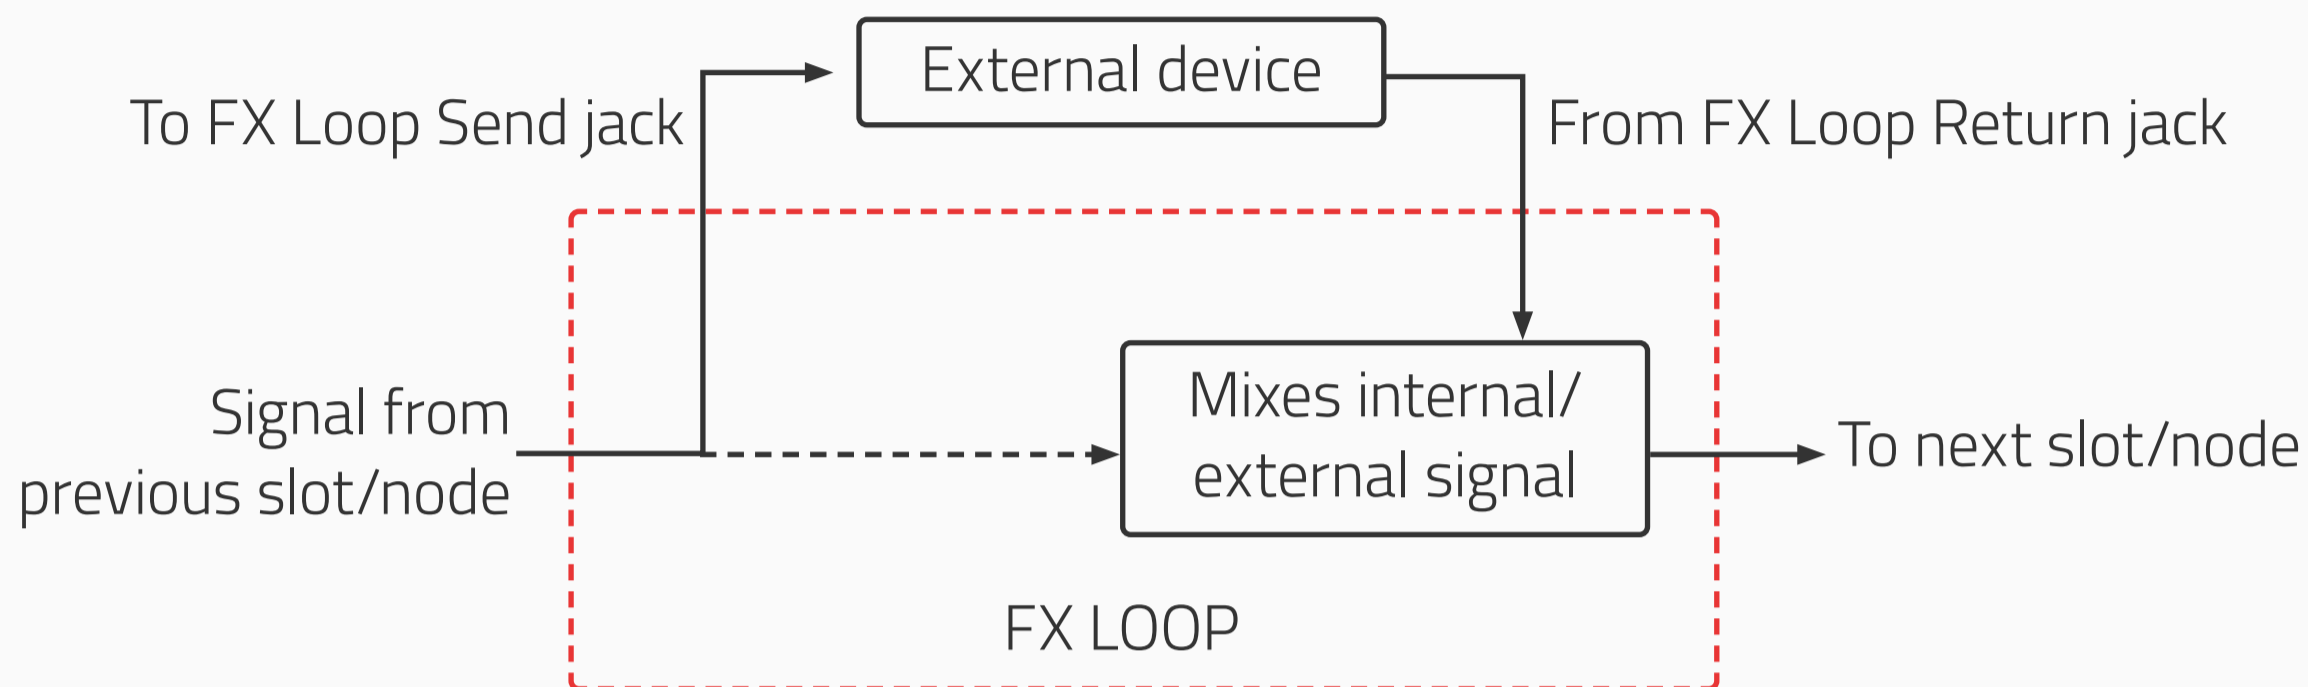 External device
To FX Loop Send jack
From FX Loop Return jack
Signal from
previous slot/node
Mixes internal/
external signal
To next slot/node
FX LOOP